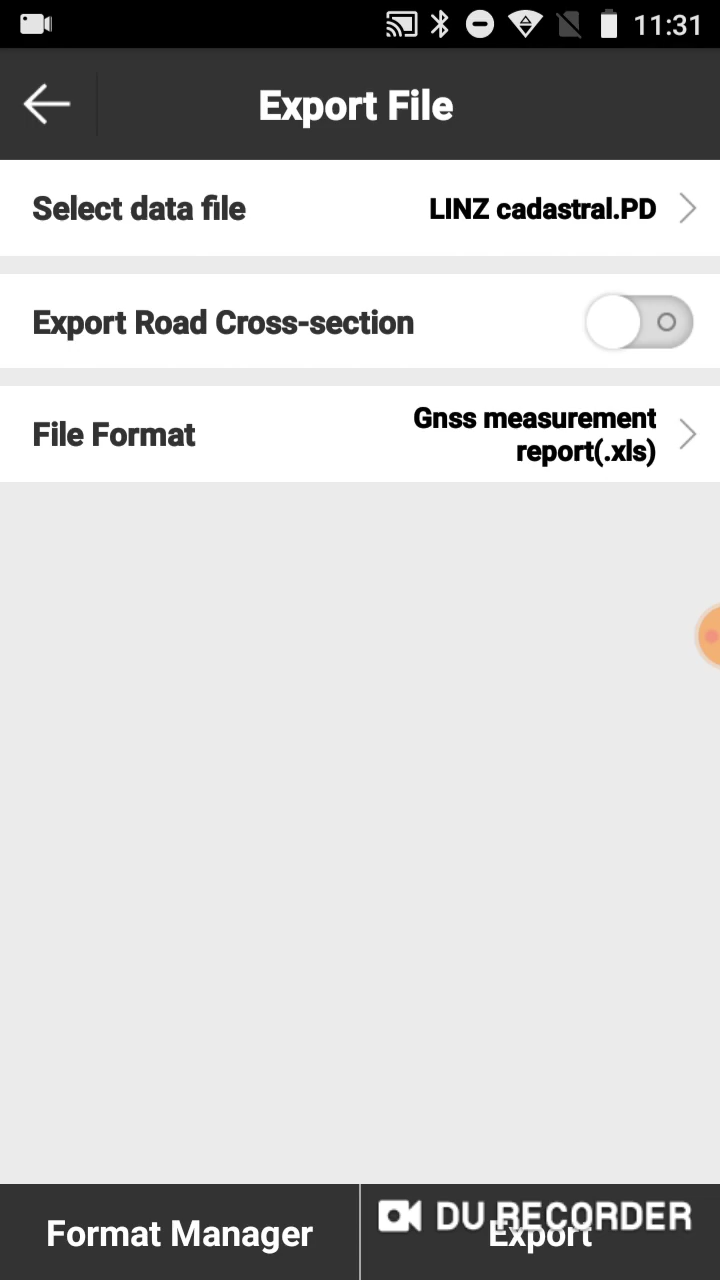 11:31
Export File
Select data file
LINZ cadastral.PD
Export Road Cross-section
File Format
Gnss measurement
report(.xls)
Format Manager
DU RECORDER
Export